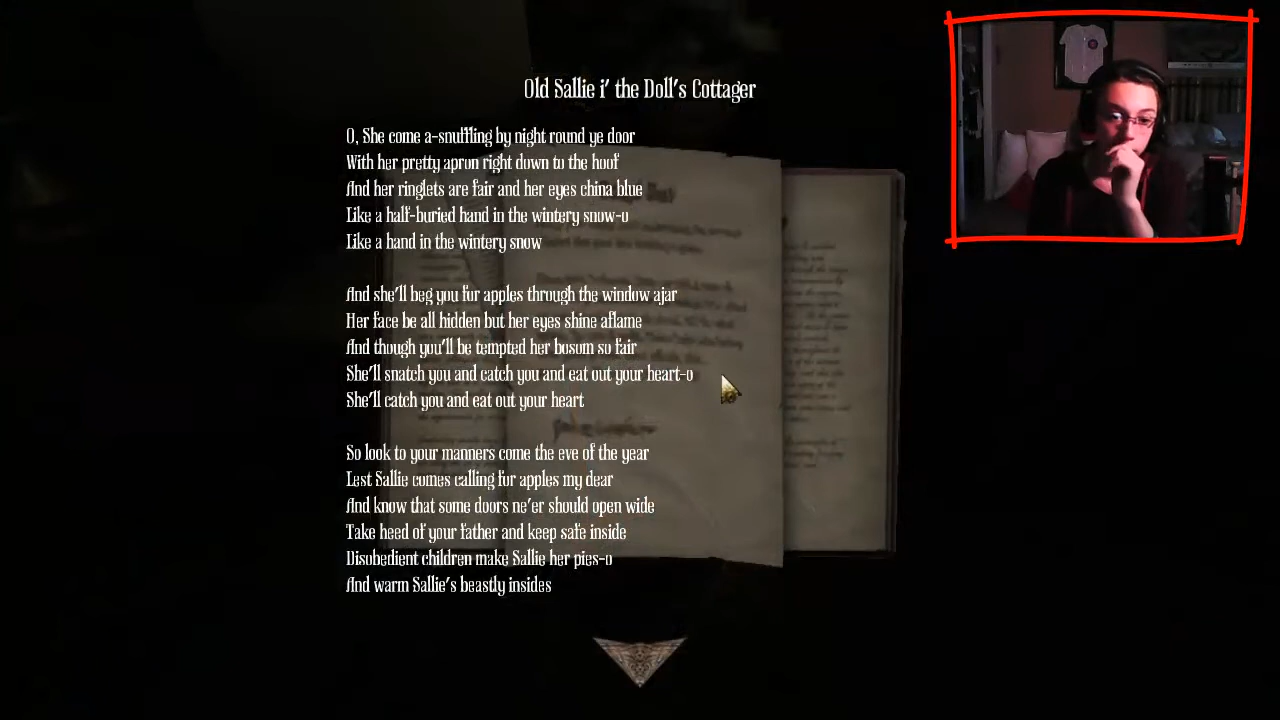 Old Sallie i' the Doll's Cottager
O, She come a-snuffling by night round ye door
With her pretty apron right down to the hoof
And her ringlets are fair and her eyes china blue
Like a half-buried hand in the wintery snow-o
Like a hand in the wintery snow
And she'll beg you for apples through the window ajar
Her face be all hidden but her eyes shine aflame
And though you'll be tempted her bosom so fair
She'll snatch you and catch you and eat out your heart-o
She'll catch you and eat out your heart
So look to your manners come the eve of the year
Lest Sallie comes calling for apples my dear
And know that some doors ne'er should open wide
Take heed of your father and keep safe inside
Disobedient children make Sallie her pies-o
And warm Sallie's beastly insides